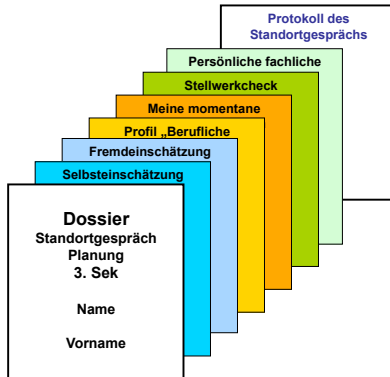 Protokoll des
Standortgesprächs
Persönliche fachliche
Stellwerkcheck
Meine momentane
Profil „Berufliche
Fremdeinschätzung
Selbsteinschätzung
Dossier
Standortgespräch
Planung
3. Sek
Name
Vorname